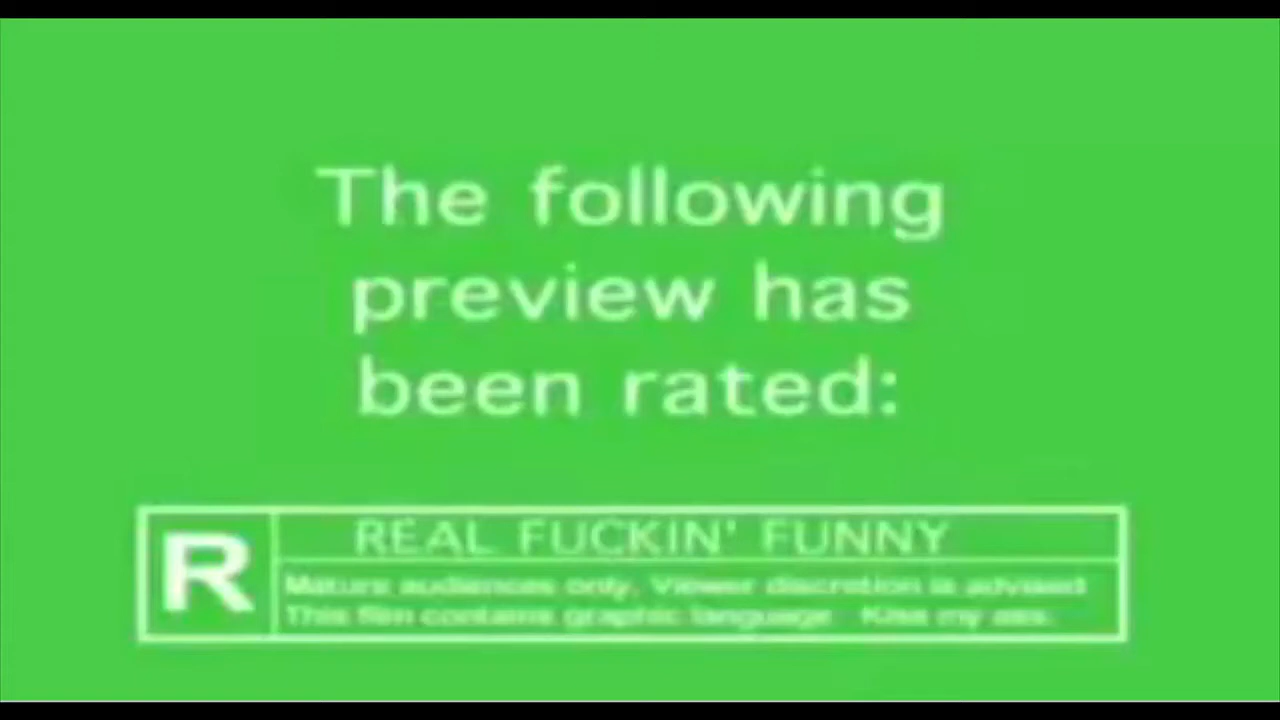 The following
preview has
been rated:
R
REAL FUCKIN' FUNNY
Mature audiences only. Viewer discretion is advised
This film contains graphic language. Kiss my ass.